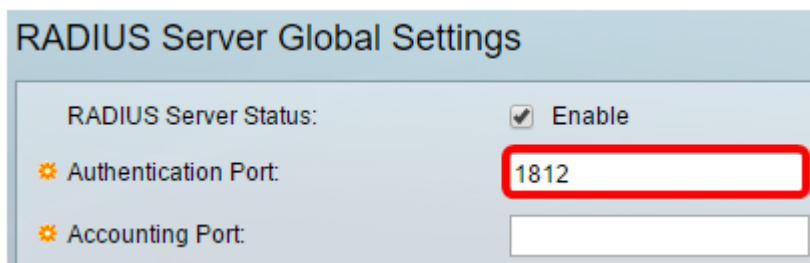 RADIUS Server Global Settings
RADIUS Server Status: Enable
Authentication Port: 1812
Accounting Port: